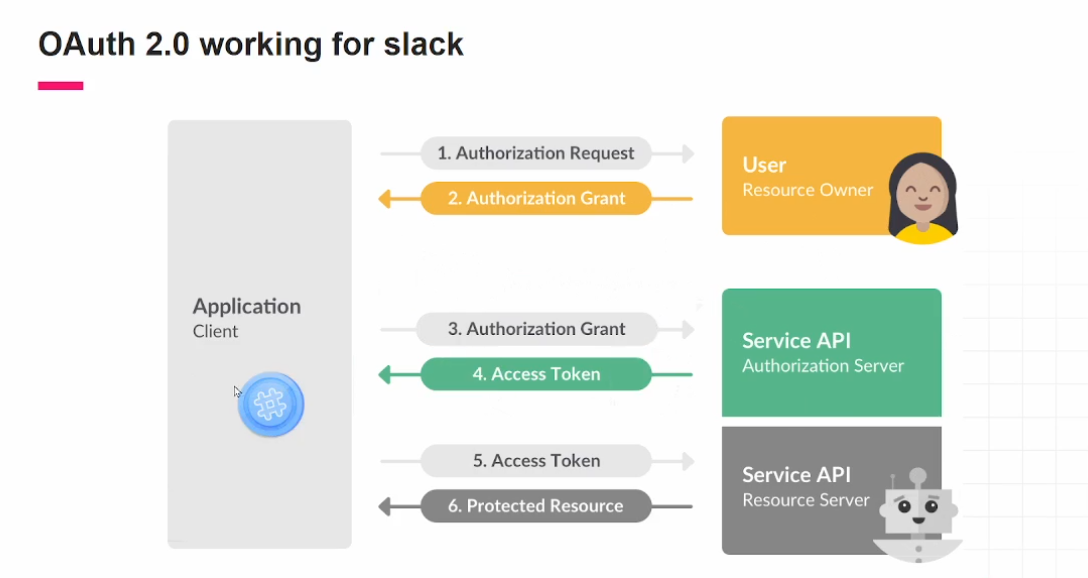 OAuth 2.0 working for slack
1. Authorization Request
2. Authorization Grant
User
Resource Owner
Application
Client
3. Authorization Grant
4. Access Token
Service API
Authorization Server
5. Access Token
6. Protected Resource
Service API
Resource Server